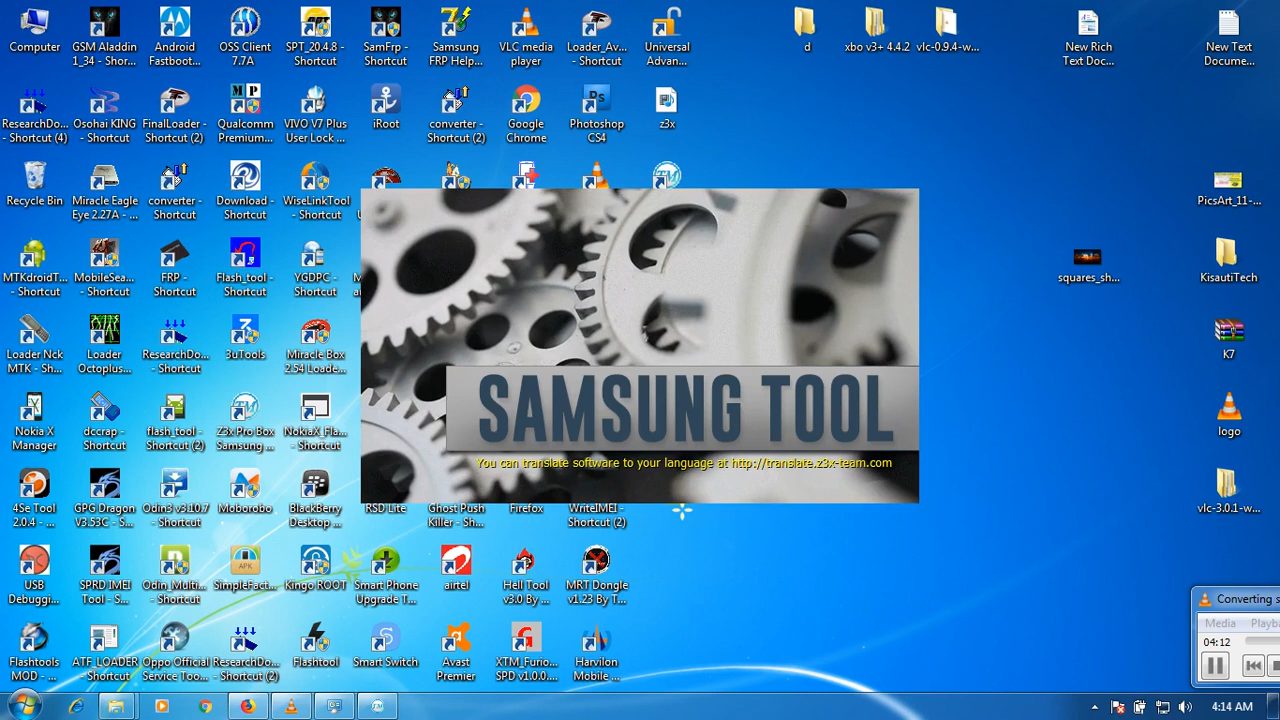 Computer
GSM Aladdin
1_34 - Shor...
Android
Fastboot...
OSS Client
7.7A
SPT_20.4.8 -
Shortcut
SamFrp -
Shortcut
Samsung
FRP Help...
VLC media
player
Loader_Av...
- Shortcut
Universal
Advan...
d
xbo v3+ 4.4.2
vlc-0.9.4-w...
New Rich
Text Doc...
New Text
Docume...
ResearchDo...
- Shortcut (4)
Osohai KING
- Shortcut
FinalLoader -
Shortcut (2)
Qualcomm
Premium...
VIVO V7 Plus
User Lock ...
iRoot
converter -
Shortcut (2)
Google
Chrome
Photoshop
CS4
z3x
Recycle Bin
Miracle Eagle
Eye 2.27A - ...
converter -
Shortcut
Download -
Shortcut
WiseLinkTool
- Shortcut
PicsArt_11-...
MTKdroidT...
- Shortcut
MobileSea...
- Shortcut
FRP -
Shortcut
Flash_tool -
Shortcut
YGDPC -
Shortcut
squares_sh...
KisautiTech
Loader Nck
MTK - Sh...
Loader
Octoplus...
ResearchDo...
- Shortcut
3uTools
Miracle Box
2.54 Loade...
K7
SAMSUNG TOOL
You can translate software to your language at http://translate.z3x-team.com
Nokia X
Manager
dccrap -
Shortcut
flash_tool -
Shortcut (2)
Z3x Pro Box
Samsung ...
NokiaX_Fla...
- Shortcut
logo
4Se Tool
2.0.4 - ...
GPG Dragon
V3.53C - S...
Odin3 v3.10.7
- Shortcut
Moborobo
BlackBerry
Desktop ...
RSD Lite
Ghost Push
Killer - Sh...
Firefox
WriteIMEI -
Shortcut (2)
vlc-3.0.1-w...
USB
Debuggi...
SPRD IMEI
Tool - S...
Odin_Multi...
- Shortcut
SimpleFact...
Kingo ROOT
Smart Phone
Upgrade T...
airtel
Hell Tool
v3.0 By ...
MRT Dongle
v1.23 By T...
Converting s
Media
Playb
04:12
Flashtools
MOD - ...
ATF_LOADER
- Shortcut
Oppo Official
Service Too...
ResearchDo...
- Shortcut (2)
Flashtool
Smart Switch
Avast
Premier
XTM_Furio...
SPD v1.0.0....
Harvilon
Mobile ...
4:14 AM